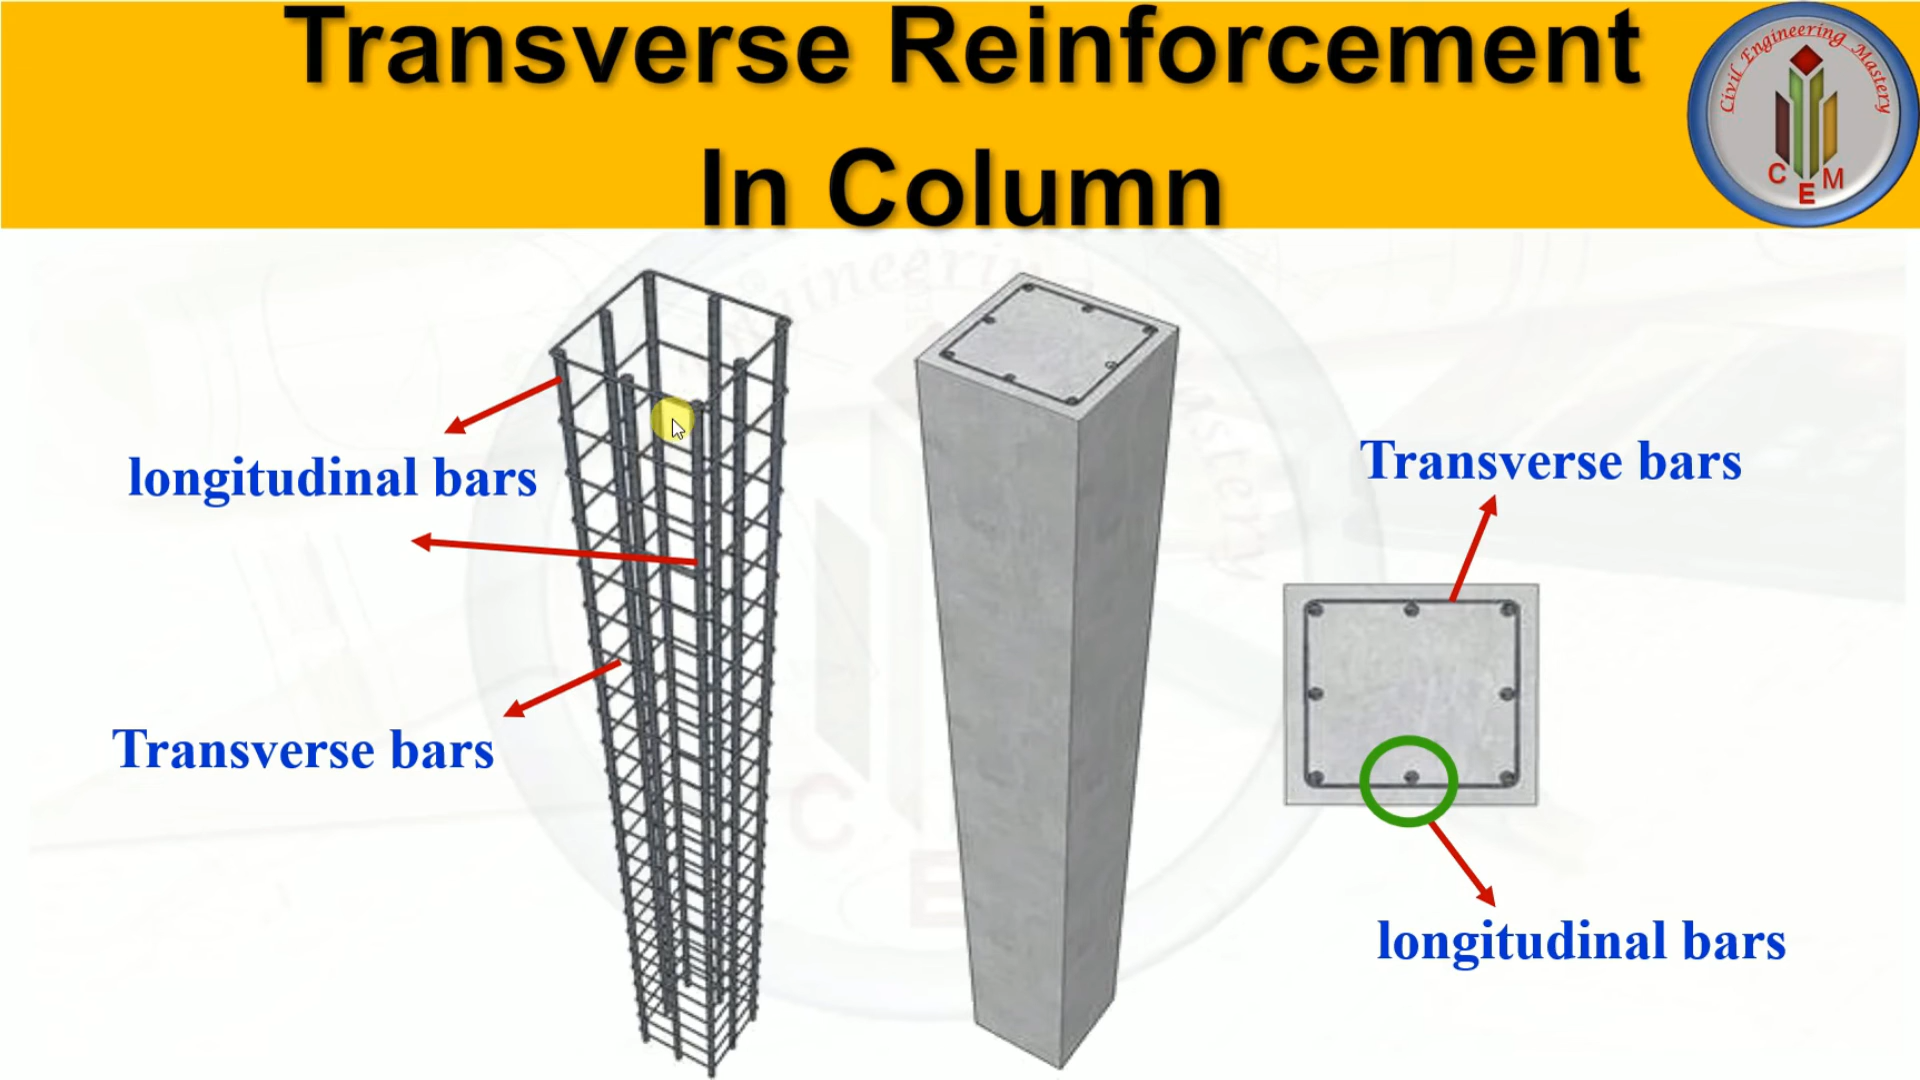 Transverse Reinforcement
In Column
Civil Engineering Mastery
C E M
longitudinal bars
Transverse bars
Transverse bars
longitudinal bars